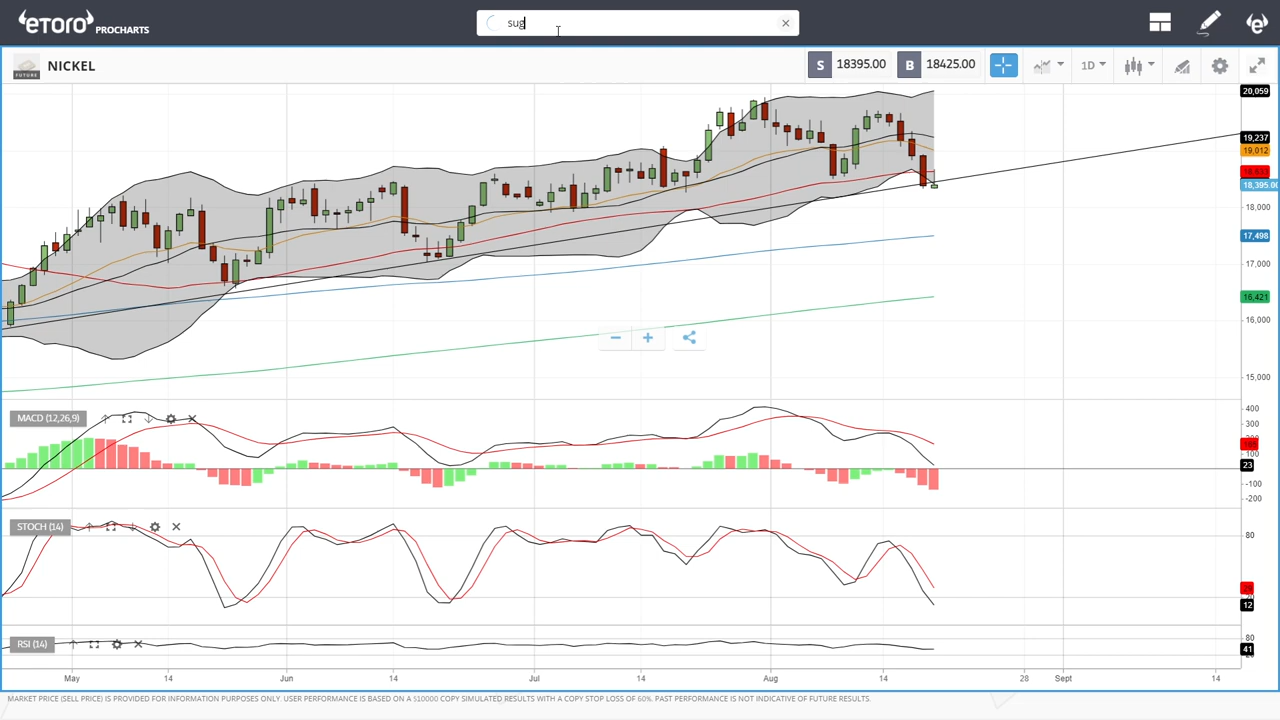 eToro PROCHARTS
sug
FUTURE
NICKEL
S 18395.00 B 18425.00
1D
20,059
19,237
19,012
18,395.00
18,000
17,498
17,000
16,421
16,000
15,000
MACD (12,26,9)
400
300
200
100
23
-100
-200
STOCH (14)
80
12
RSI (14)
80
41
May 14 Jun 14 Jul 14 Aug 14 28 Sept 14
MARKET PRICE (SELL PRICE) IS PROVIDED FOR INFORMATION PURPOSES ONLY. USER PERFORMANCE IS BASED ON A $10000 COPY SIMULATED RESULTS WITH A COPY STOP LOSS OF 60%. PAST PERFORMANCE IS NOT INDICATIVE OF FUTURE RESULTS.